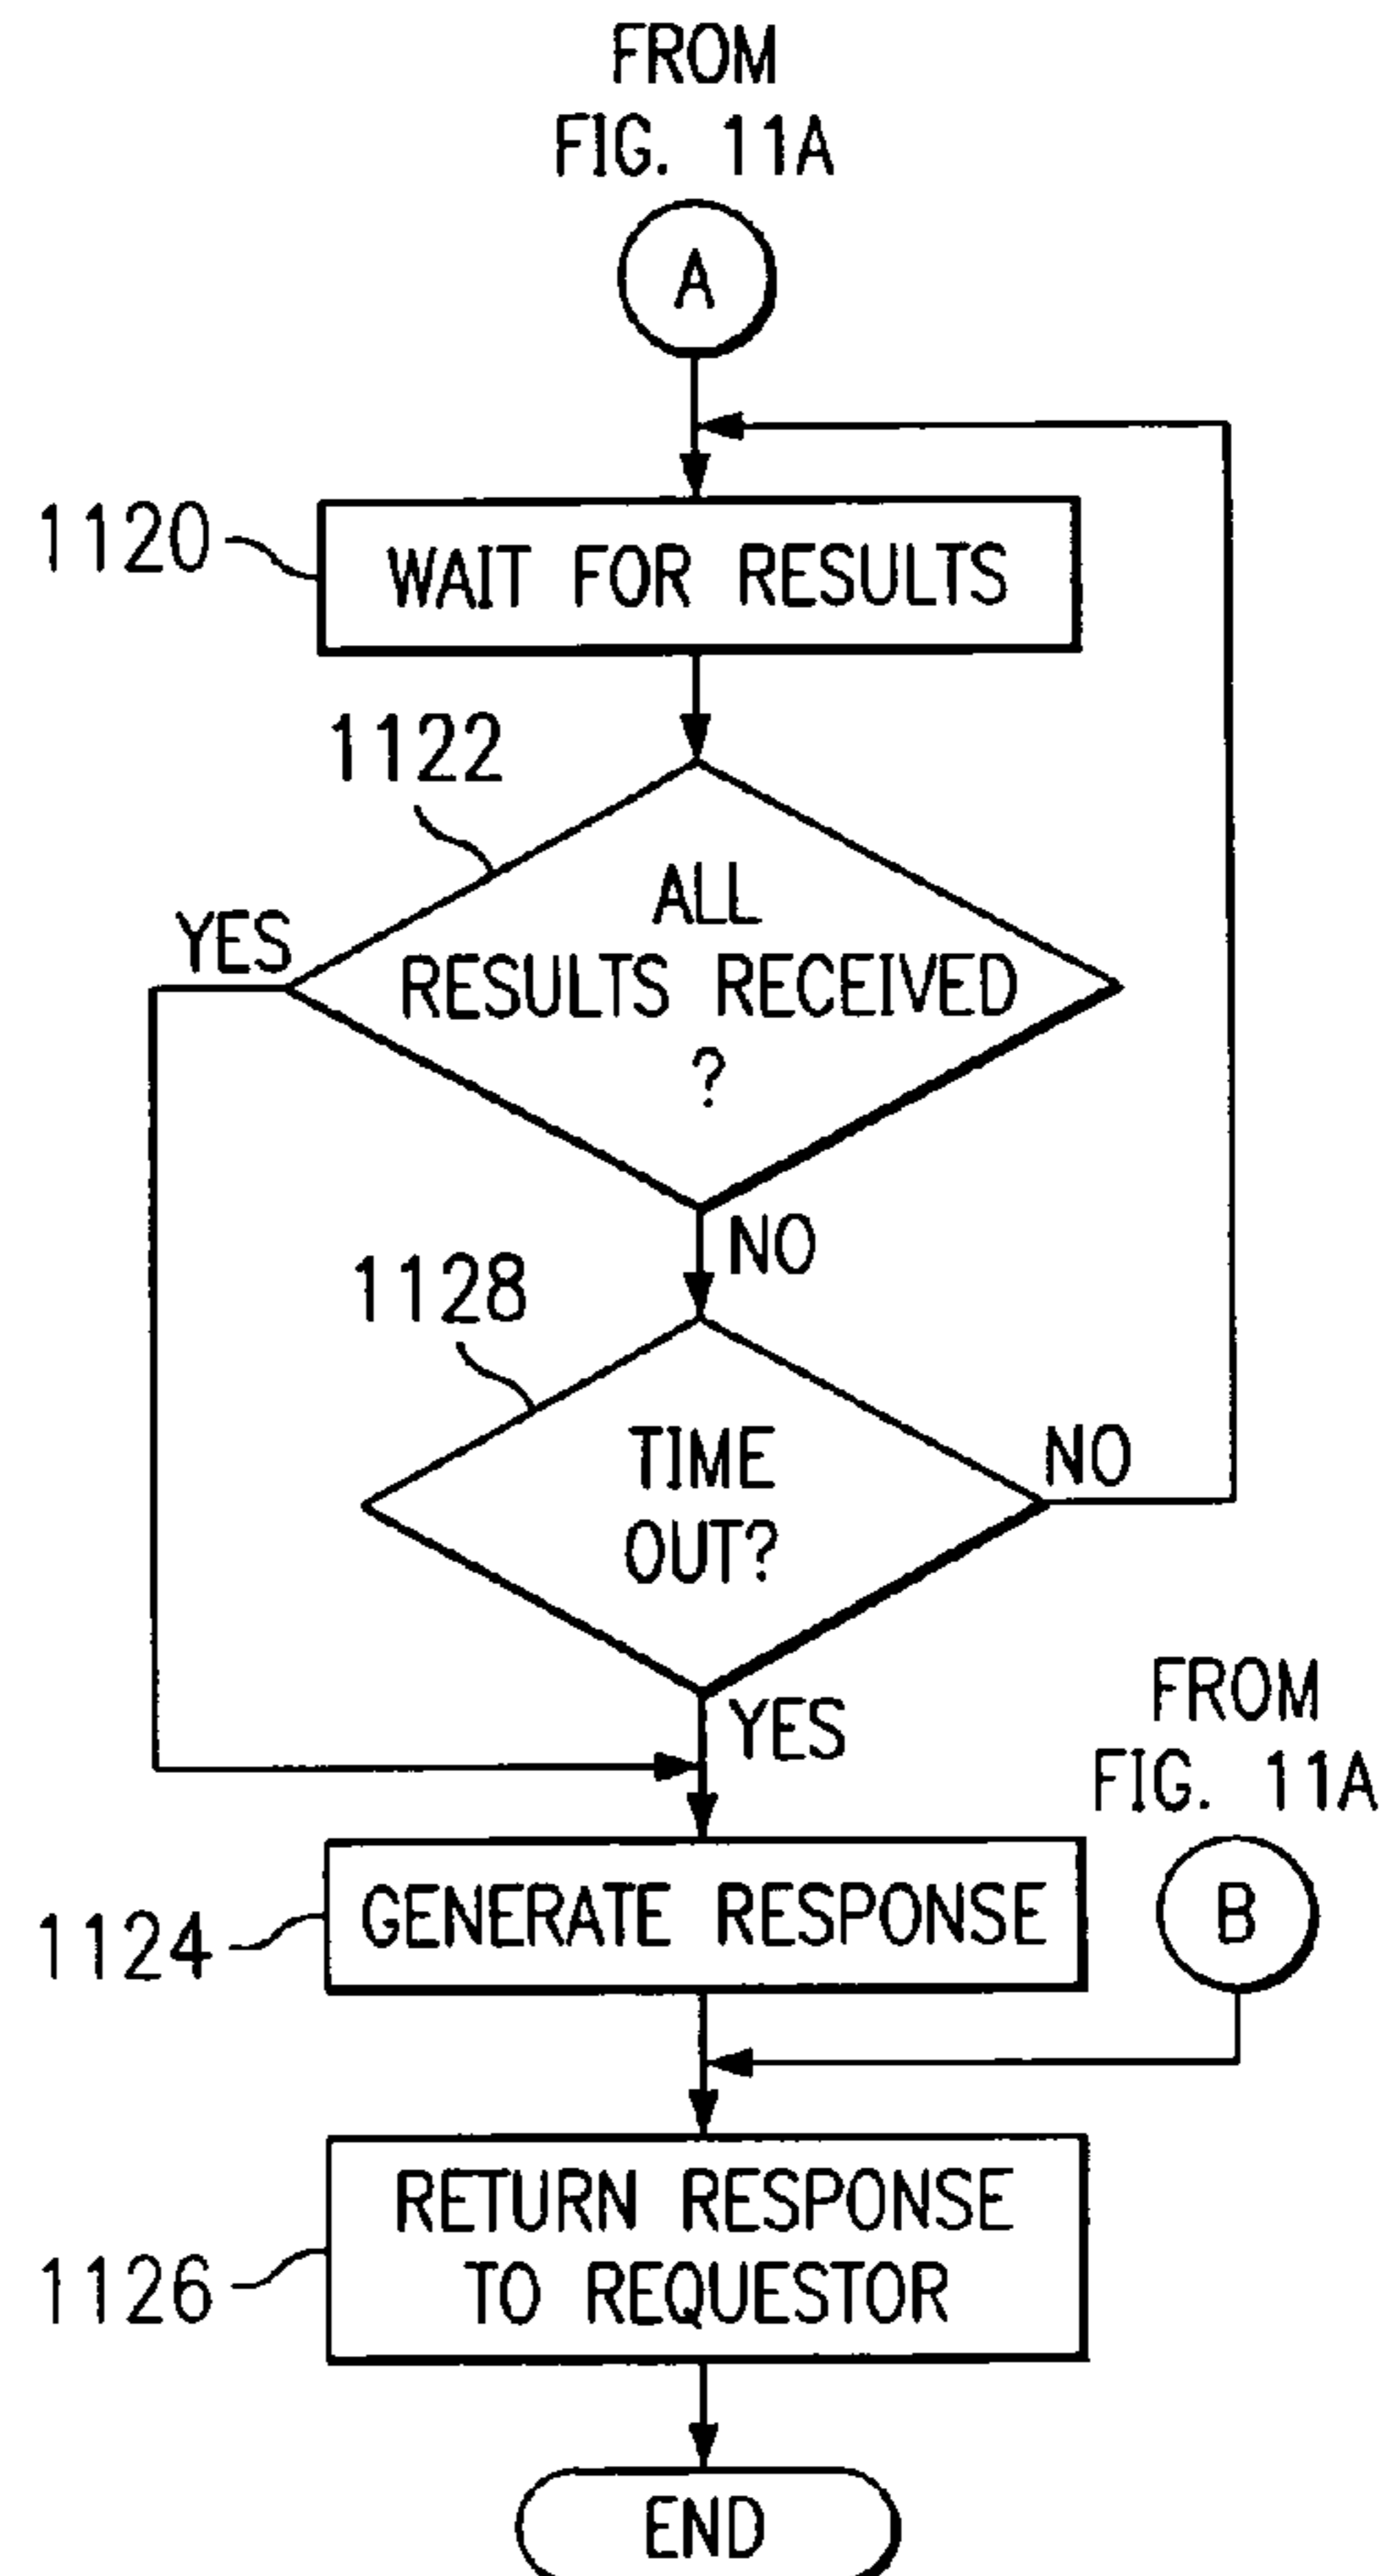 FROM
FIG. 11A
A
1120
WAIT FOR RESULTS
1122
YES
ALL
RESULTS RECEIVED
?
NO
1128
TIME
OUT?
NO
YES
FROM
FIG. 11A
B
1124
GENERATE RESPONSE
1126
RETURN RESPONSE
TO REQUESTOR
END